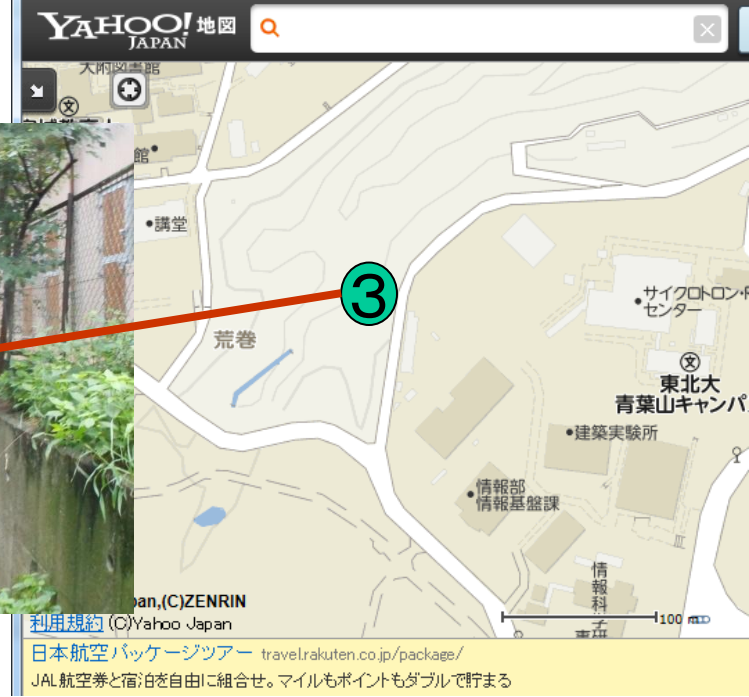 YAHOO! 地図
JAPAN
大附図書館
文
館
講堂
3
荒巻
サイクロトロン・R
センター
文
東北大
青葉山キャンパ
建築実験所
情報部
情報基盤課
情報科学
100 m
pan,(C)ZENRIN
利用規約 (C)Yahoo Japan
日本航空パッケージツアー travel.rakuten.co.jp/package/
JAL航空券と宿泊を自由に組合せ。マイルもポイントもダブルで貯まる